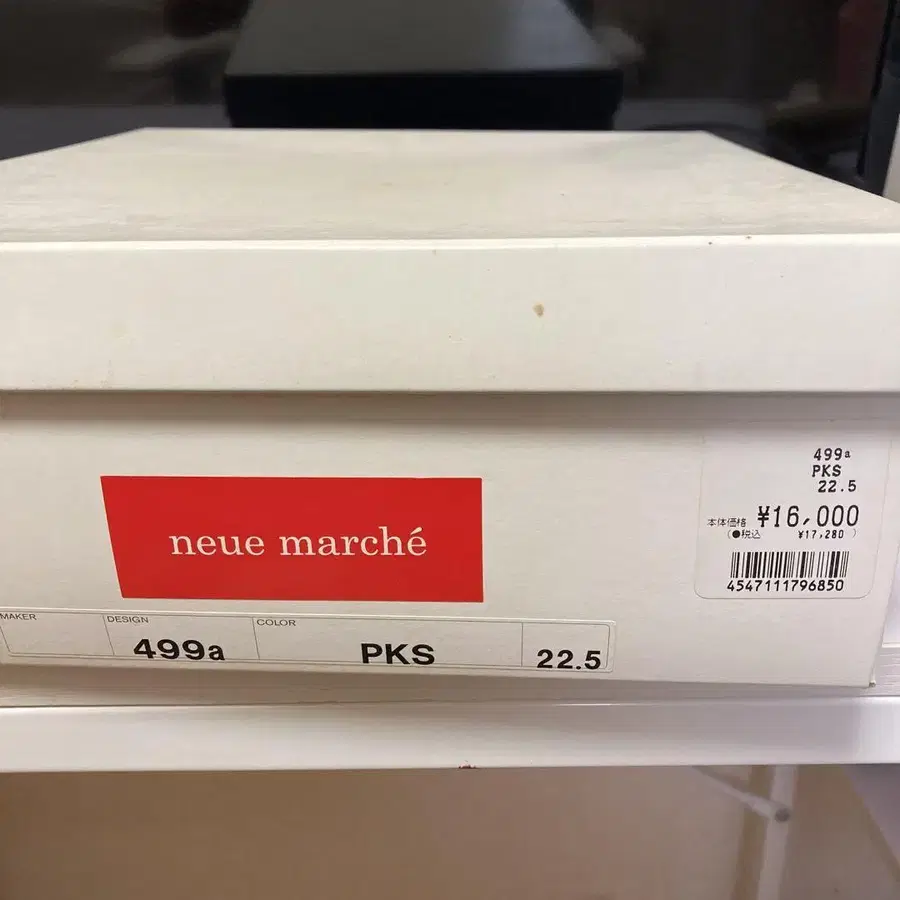 neue marché
MAKER
DESIGN
499a
COLOR
PKS
22.5
499a
PKS
22.5
本体価格 ¥16,000
(●税込 ¥17,280 )
4547111796850